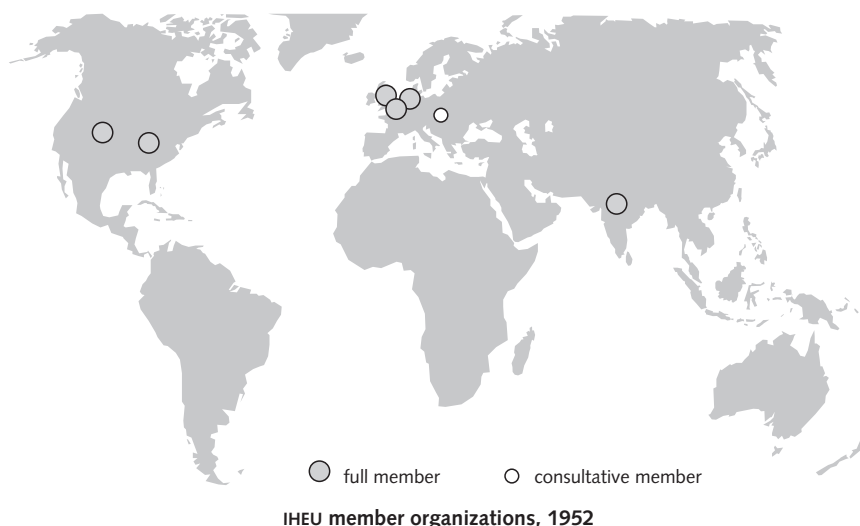 full member
consultative member
IHEU member organizations, 1952